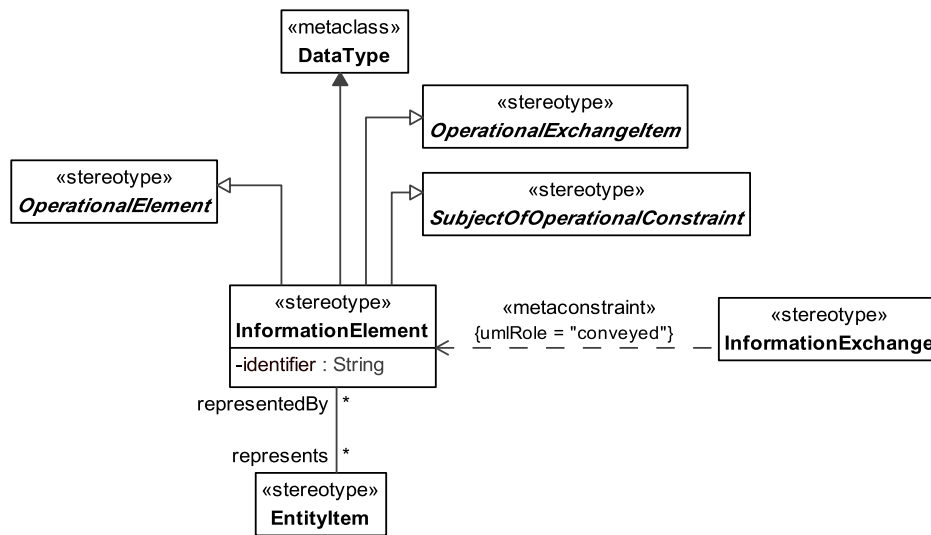 «metaclass»
DataType
«stereotype»
OperationalExchangeItem
«stereotype»
OperationalElement
«stereotype»
SubjectOfOperationalConstraint
«stereotype»
InformationElement
-identifier : String
«metaconstraint»
{umlRole = "conveyed"}
«stereotype»
InformationExchange
representedBy *
represents *
«stereotype»
EntityItem